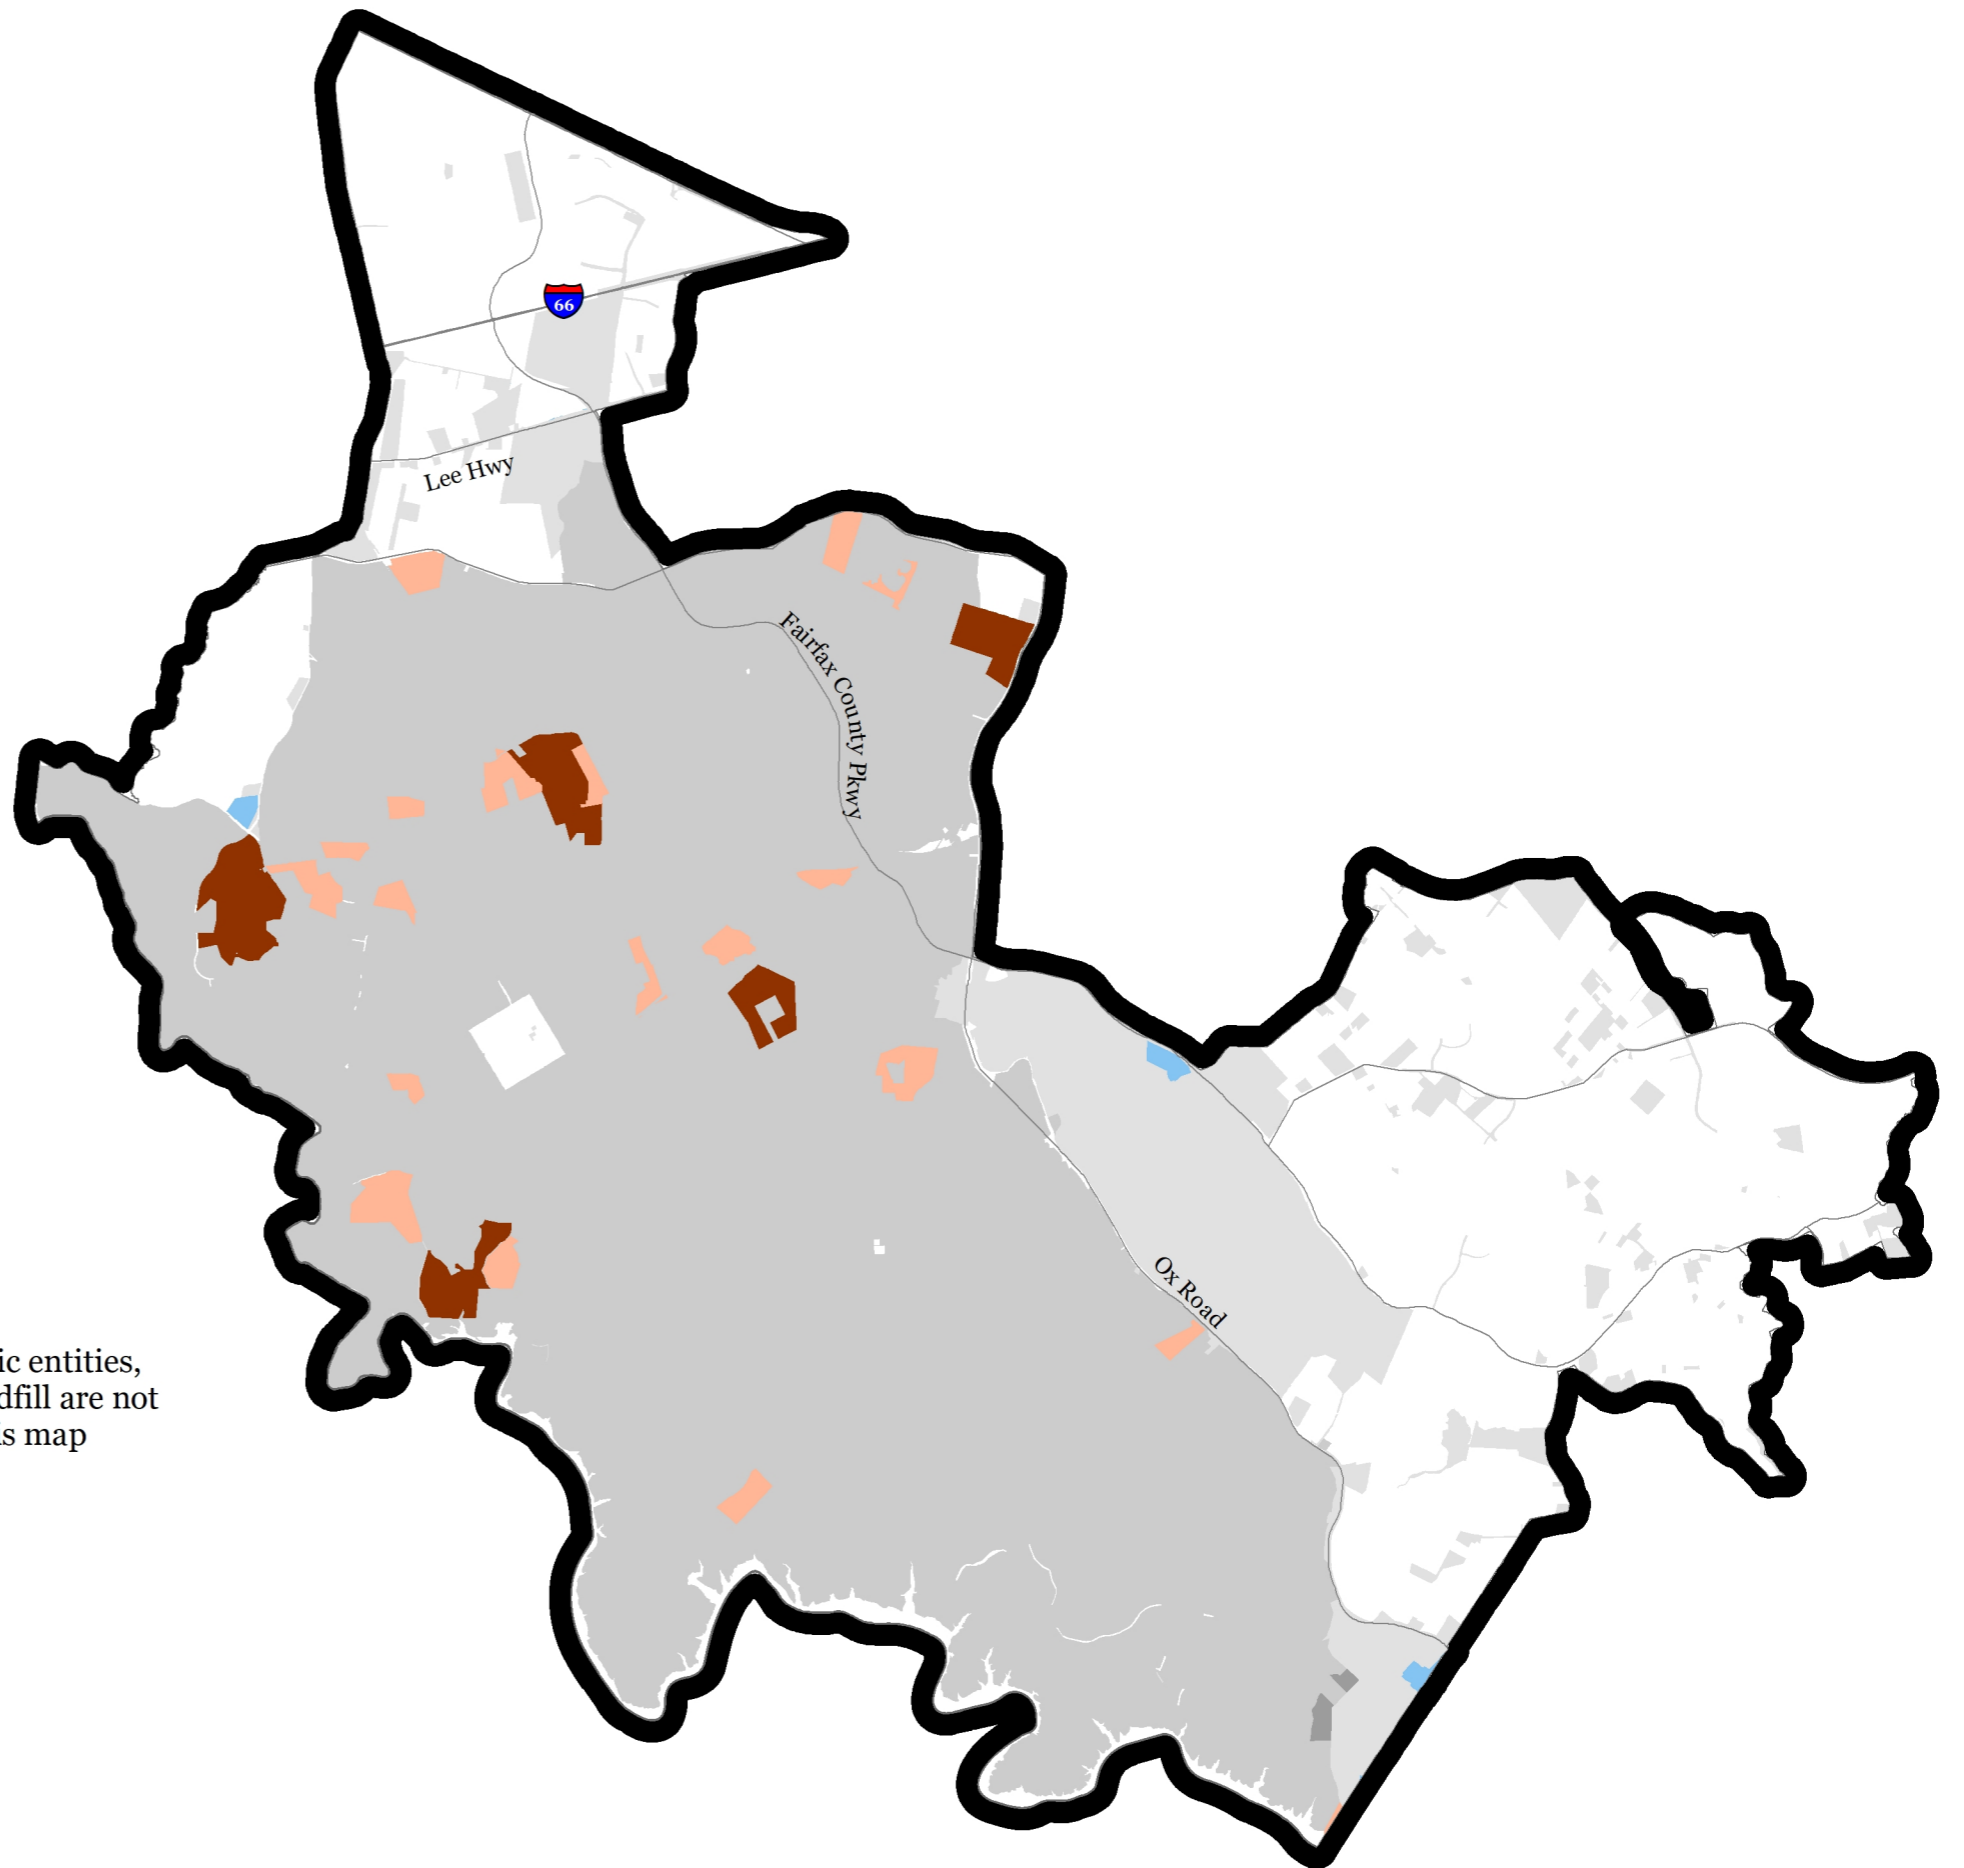 66
Lee Hwy
Fairfax County Pkwy
Ox Road
ic entities,
dfill are not
s map